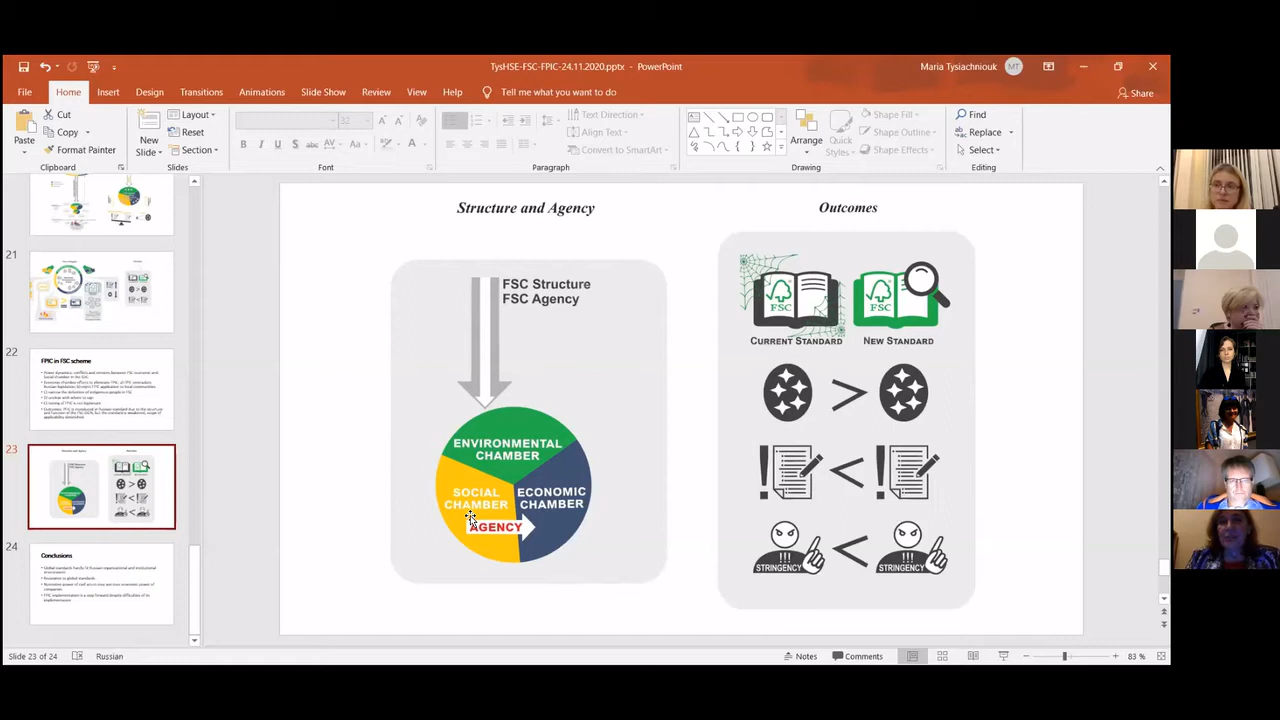 TysHSE-FSC-FPIC-24.11.2020.pptx - PowerPoint
Maria Tysiachniouk
MT
File Home Insert Design Transitions Animations Slide Show Review View Help Tell me what you want to do
Share
Paste
Cut
Copy
Format Painter
Clipboard
New Slide
Layout
Reset
Section
Slides
32
Font
Text Direction
Align Text
Convert to SmartArt
Paragraph
Arrange
Quick Styles
Shape Fill
Shape Outline
Shape Effects
Drawing
Find
Replace
Select
Editing
21
22
FPIC in FSC scheme
23
24
Conclusions
Structure and Agency
FSC Structure
FSC Agency
ENVIRONMENTAL
CHAMBER
SOCIAL
CHAMBER
ECONOMIC
CHAMBER
AGENCY
Outcomes
FSC
FSC
CURRENT STANDARD
NEW STANDARD
>
! < !
!!! !!!
STRINGENCY < STRINGENCY
Slide 23 of 24
Russian
Notes
Comments
83 %